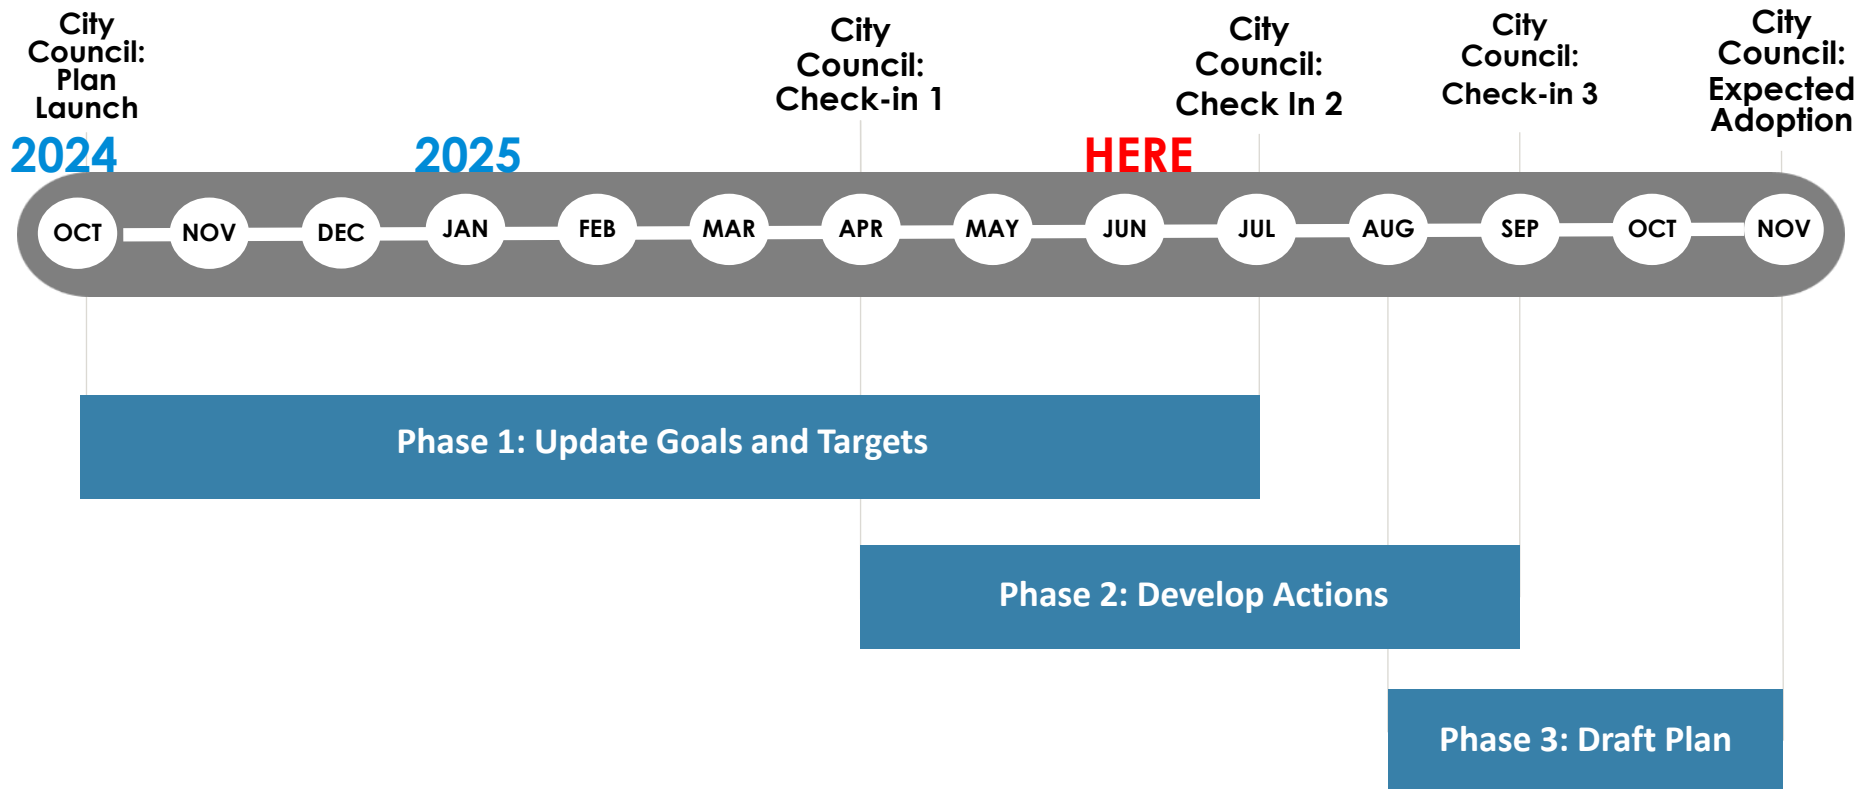 City
Council:
Plan
Launch
City
Council:
Check-in 1
City
Council:
Check In 2
City
Council:
Check-in 3
City
Council:
Expected
Adoption
2024
2025
HERE
OCT
NOV
DEC
JAN
FEB
MAR
APR
MAY
JUN
JUL
AUG
SEP
OCT
NOV
Phase 1: Update Goals and Targets
Phase 2: Develop Actions
Phase 3: Draft Plan